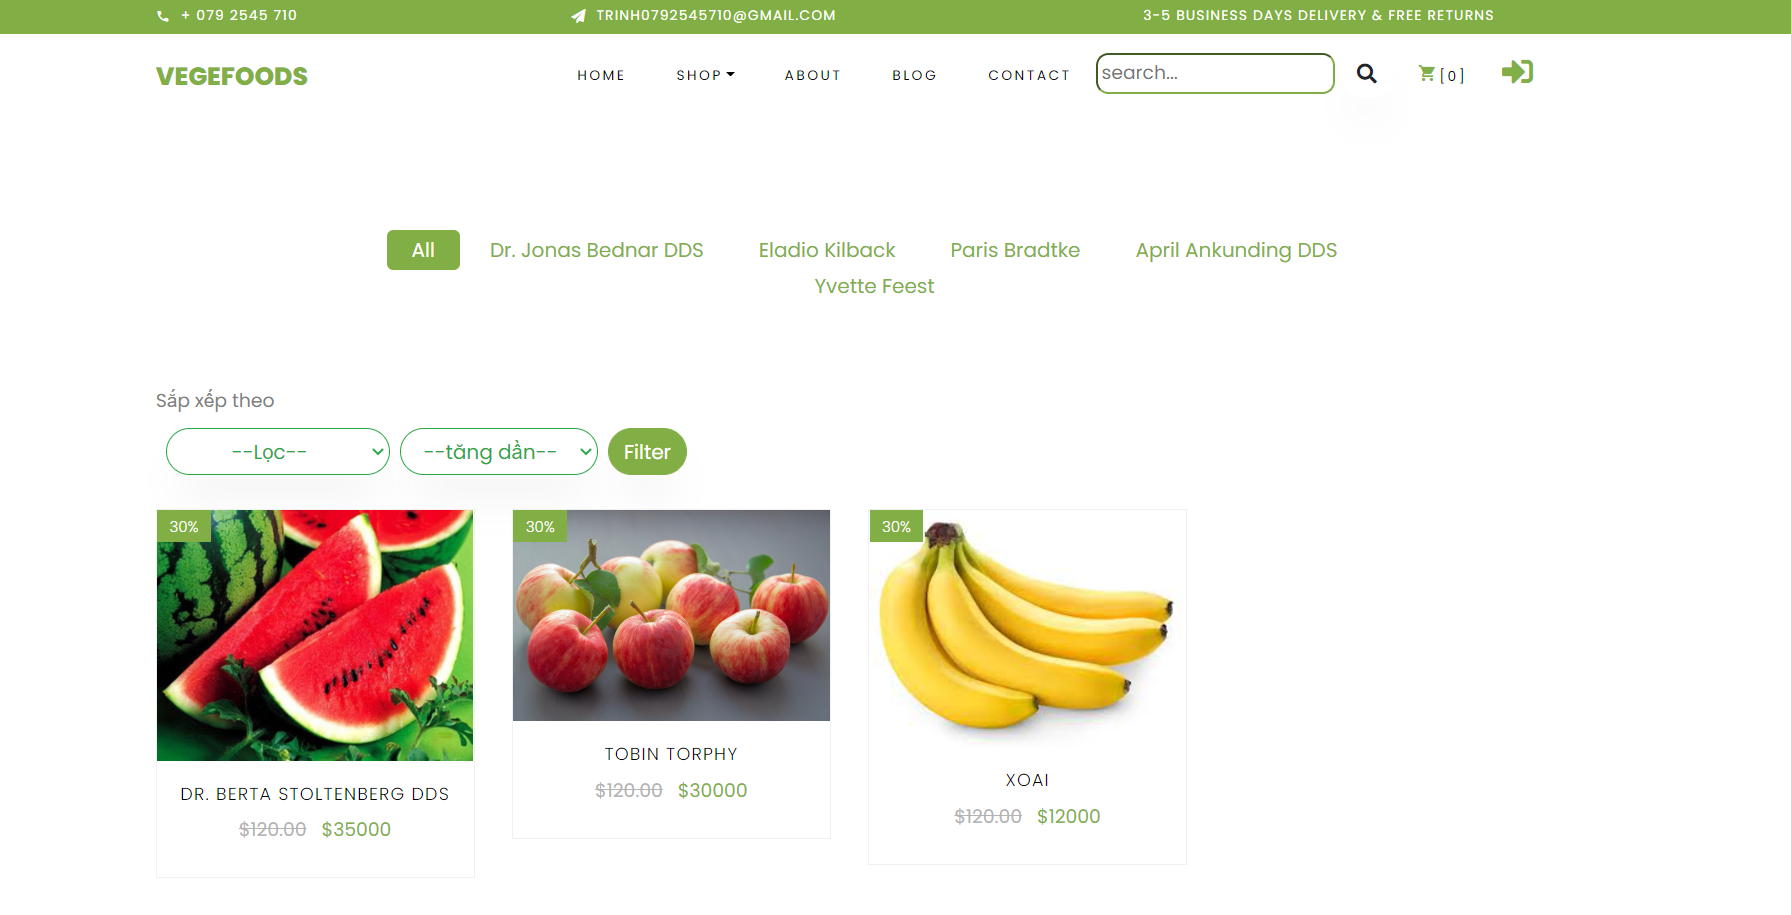 + 079 2545 710
TRINH0792545710@GMAIL.COM
3-5 BUSINESS DAYS DELIVERY & FREE RETURNS
VEGEFOODS
HOME
SHOP
ABOUT
BLOG
CONTACT
search...
[0]
All
Dr. Jonas Bednar DDS
Eladio Kilback
Paris Bradtke
April Ankunding DDS
Yvette Feest
Sắp xếp theo
--Lọc--
--tăng dần--
Filter
30%
30%
30%
DR. BERTA STOLTENBERG DDS
$120.00 $35000
TOBIN TORPHY
$120.00 $30000
XOAI
$120.00 $12000